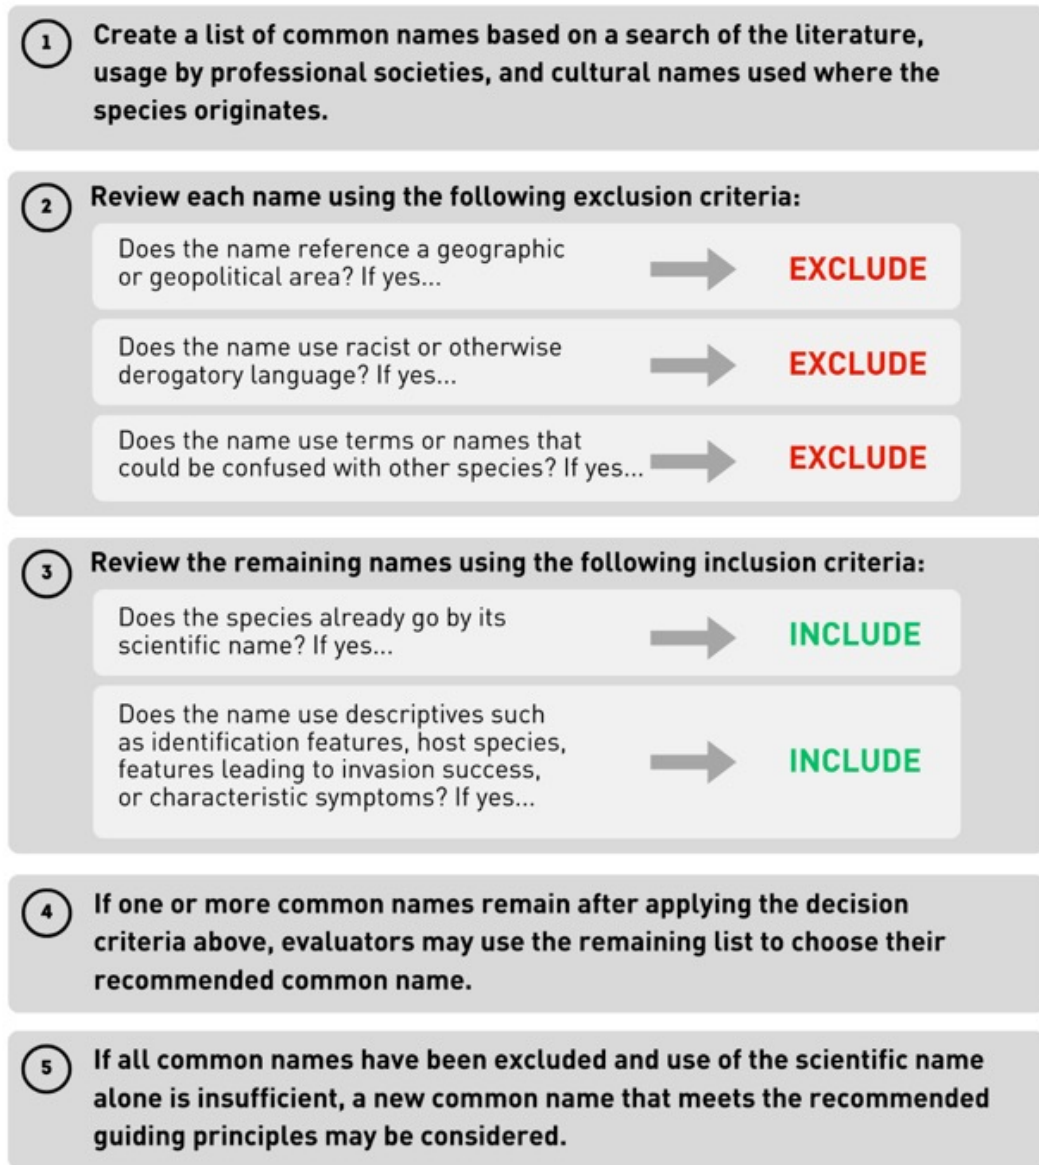 1
Create a list of common names based on a search of the literature,
usage by professional societies, and cultural names used where the
species originates.
2
Review each name using the following exclusion criteria:
Does the name reference a geographic
or geopolitical area? If yes...
EXCLUDE
Does the name use racist or otherwise
derogatory language? If yes...
EXCLUDE
Does the name use terms or names that
could be confused with other species? If yes...
EXCLUDE
3
Review the remaining names using the following inclusion criteria:
Does the species already go by its
scientific name? If yes...
INCLUDE
Does the name use descriptives such
as identification features, host species,
features leading to invasion success,
or characteristic symptoms? If yes...
INCLUDE
4
If one or more common names remain after applying the decision
criteria above, evaluators may use the remaining list to choose their
recommended common name.
5
If all common names have been excluded and use of the scientific name
alone is insufficient, a new common name that meets the recommended
guiding principles may be considered.